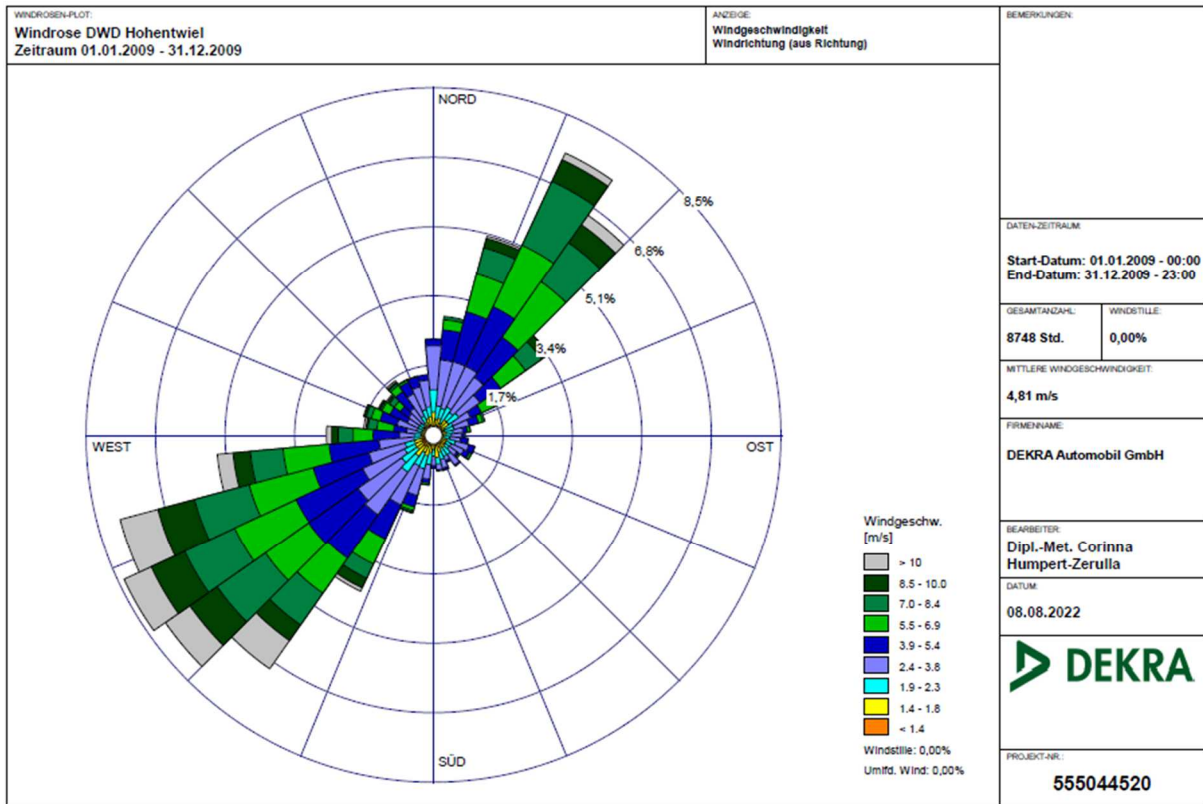 WINDROSEN-PLOT:
Windrose DWD Hohentwiel
Zeitraum 01.01.2009 - 31.12.2009
ANZEIGE:
Windgeschwindigkeit
Windrichtung (aus Richtung)
BEMERKUNGEN:
NORD
8,5%
6,8%
5,1%
3,4%
1,7%
WEST
OST
SÜD
Windgeschw.
[m/s]
> 10
8.5 - 10.0
7.0 - 8.4
5.5 - 6.9
3.9 - 5.4
2.4 - 3.8
1.9 - 2.3
1.4 - 1.8
< 1.4
Windstille: 0,00%
Umlfd. Wind: 0,00%
DATEN-ZEITRAUM:
Start-Datum: 01.01.2009 - 00:00
End-Datum: 31.12.2009 - 23:00
GESAMTANZAHL:
8748 Std.
WINDSTILLE:
0,00%
MITTLERE WINDGESCHWINDIGKEIT:
4,81 m/s
FIRMENNAME:
DEKRA Automobil GmbH
BEARBEITER:
Dipl.-Met. Corinna
Humpert-Zerulla
DATUM:
08.08.2022
DEKRA
PROJEKT-NR.:
555044520